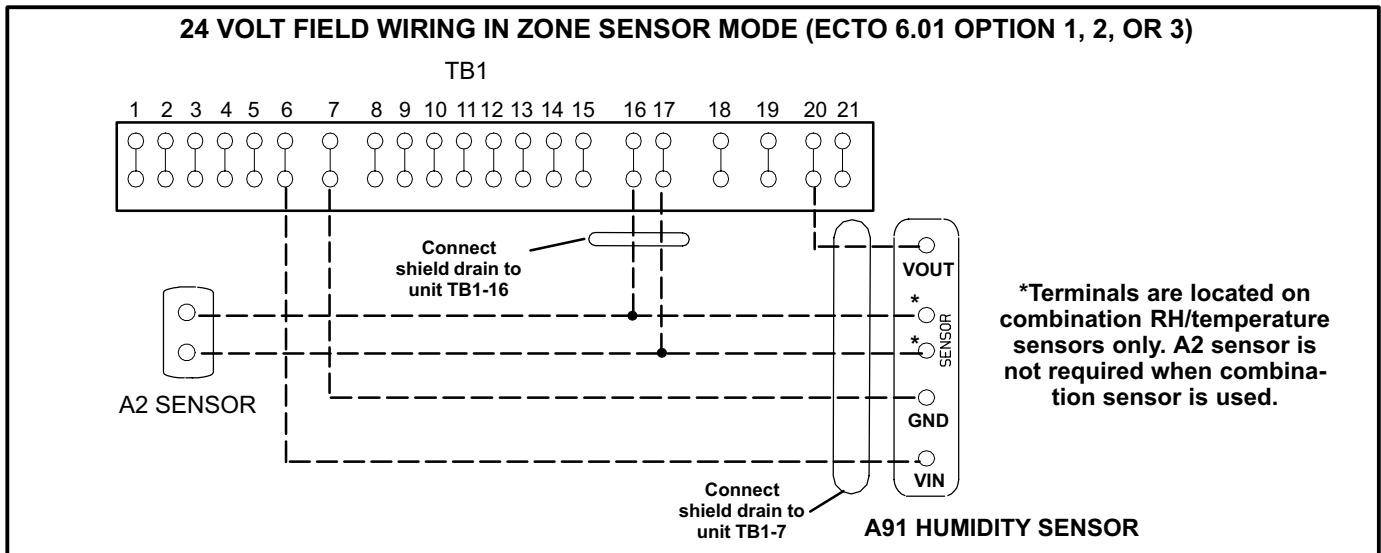 24 VOLT FIELD WIRING IN ZONE SENSOR MODE (ECTO 6.01 OPTION 1, 2, OR 3)
TB1
1 2 3 4 5 6 7 8 9 10 11 12 13 14 15 16 17 18 19 20 21
Connect
shield drain to
unit TB1-16
A2 SENSOR
VOUT
*
*
SENSOR
GND
VIN
*Terminals are located on
combination RH/temperature
sensors only. A2 sensor is
not required when combina-
tion sensor is used.
Connect
shield drain to
unit TB1-7
A91 HUMIDITY SENSOR